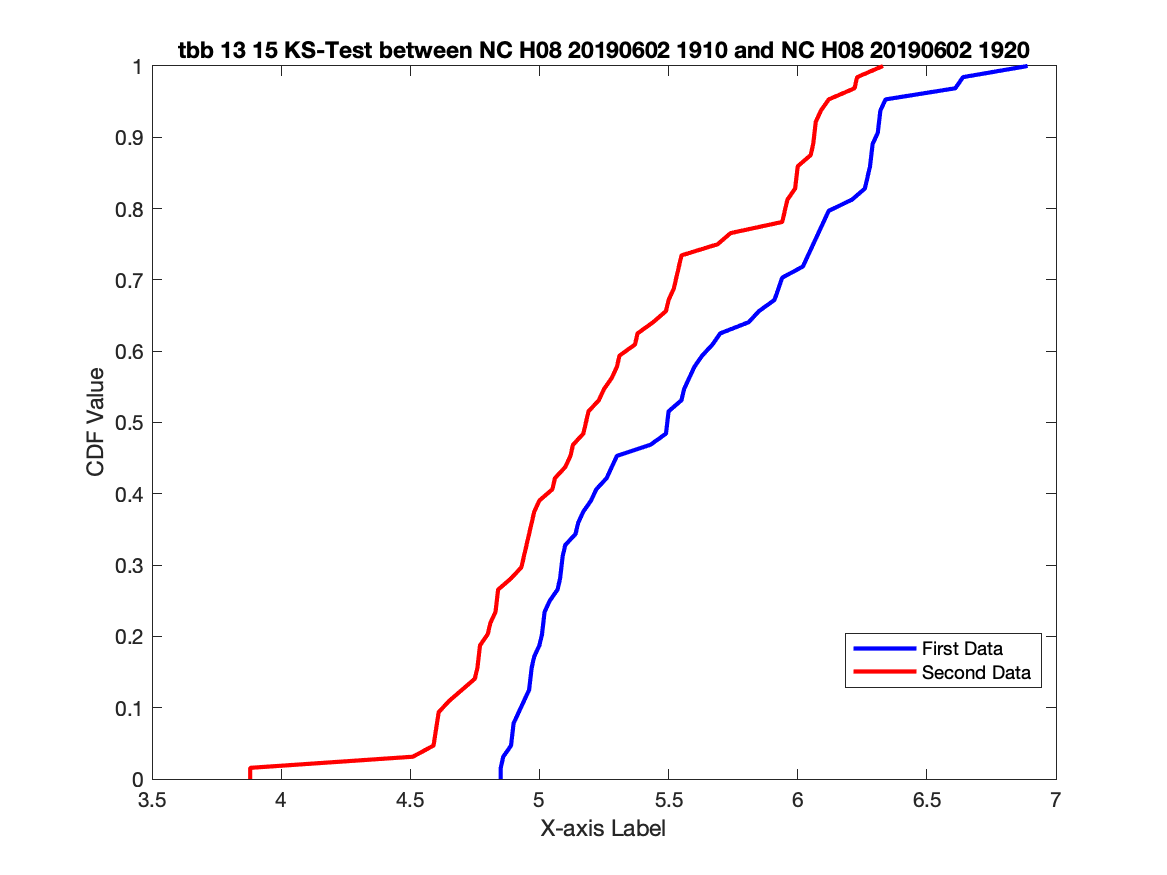 tbb 13 15 KS-Test between NC H08 20190602 1910 and NC H08 20190602 1920
1
0.9
0.8
0.7
0.6
0.5
0.4
0.3
0.2
0.1
0
CDF Value
First Data
Second Data
3.5 4 4.5 5 5.5 6 6.5 7
X-axis Label